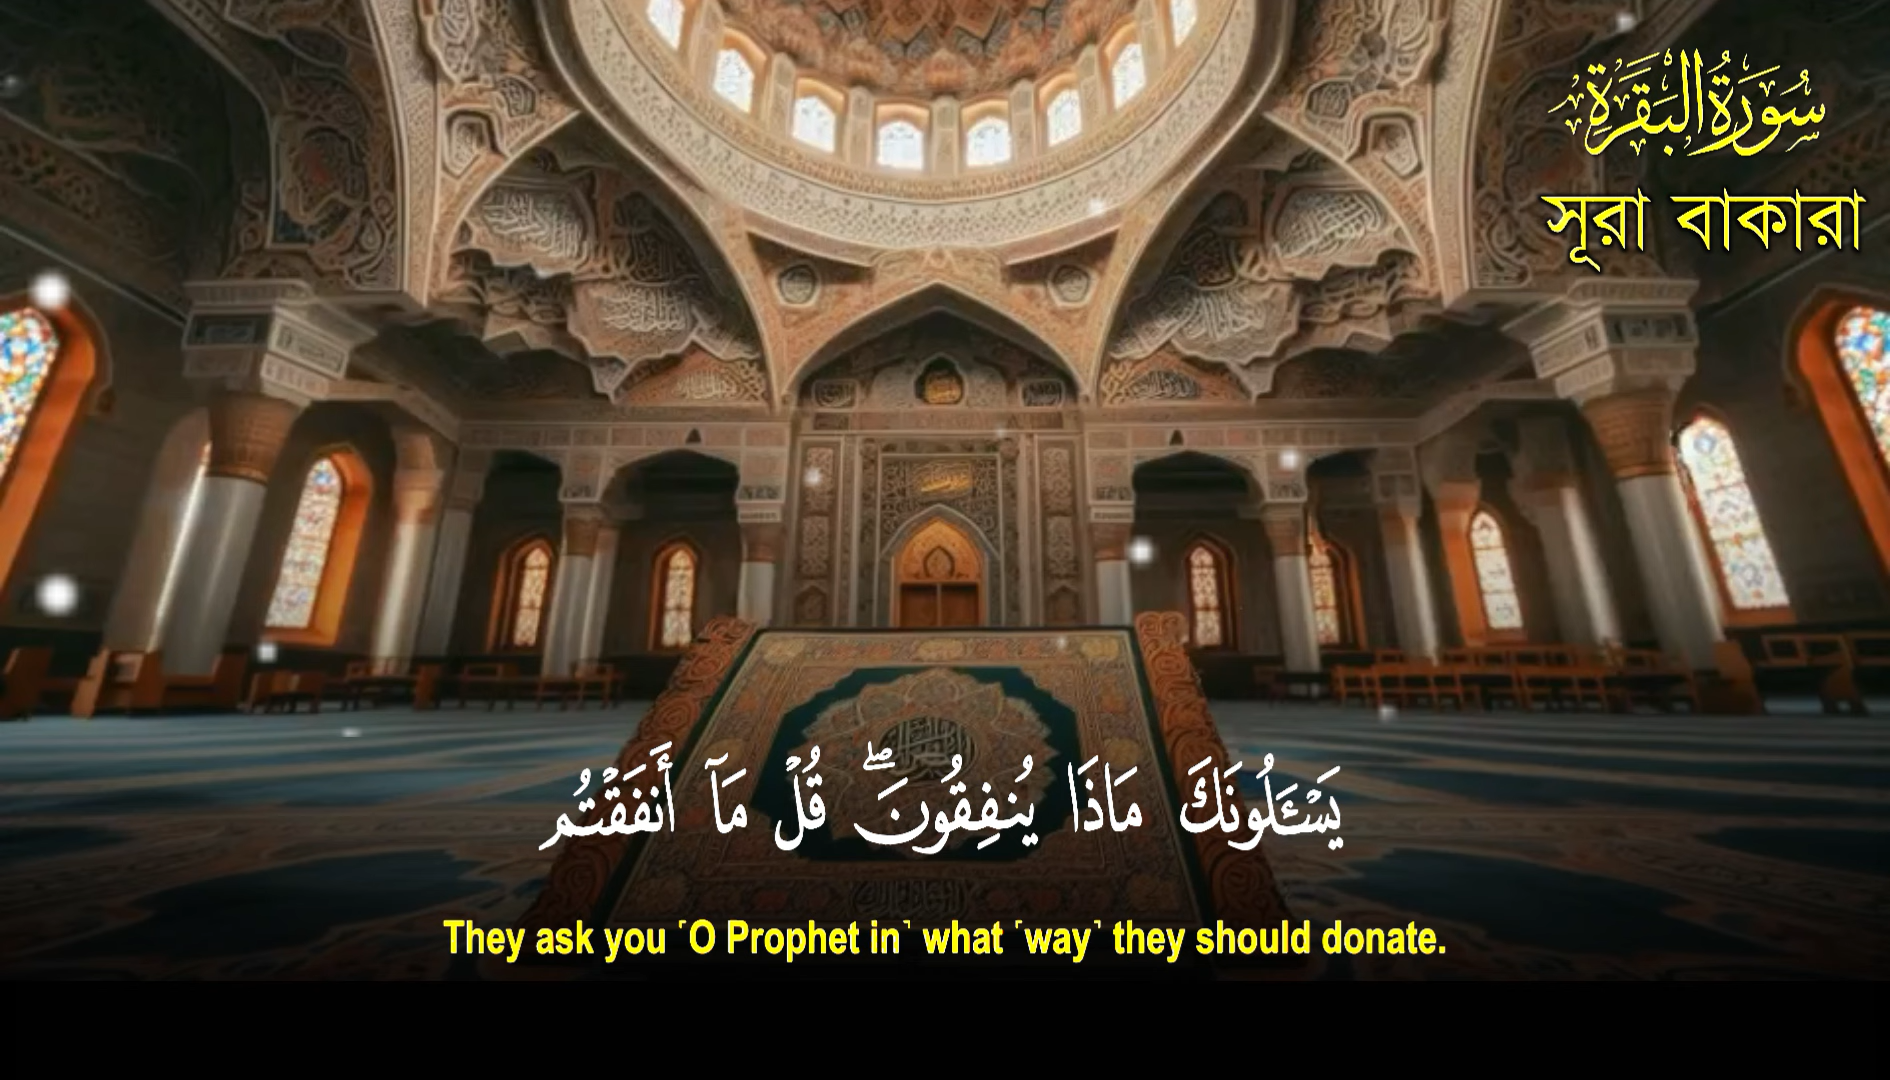 سُورَةُ البَقَرَةِ
সূরা বাকারা
يَسْـَٔلُونَكَ مَاذَا يُنفِقُونَ ۖ قُلْ مَآ أَنفَقْتُم
They ask you ˹O Prophet in˺ what ˹way˺ they should donate.